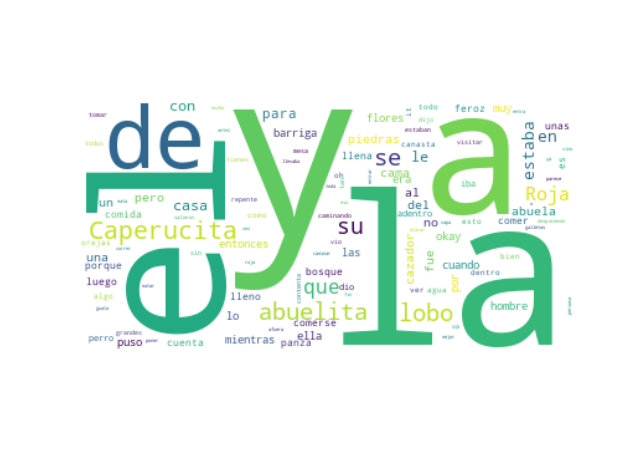 de
el
y
la
a
Caperucita
abuelita
lobo
Roja
su
se
que
con
para
barriga
flores
todo
feroz
muy
unas
en
estaba
es
piedras
llena
le
cama
era
oh
al
del
iba
abuela
adentro
no
esto
okay
cuando
bien
dentro
por
fue
cazador
hombre
ver
agua
va
un
pero
casa
comida
entonces
como
una
porque
luego
algo
orejas
sin
lleno
lo
bosque
las
dio
vio
caminando
comerse
ella
panza
mientras
cuenta
puso
perro
grandes
tomar
todos
tienes
mesa
repente
estaban
dijo
canasta
visitar
comer